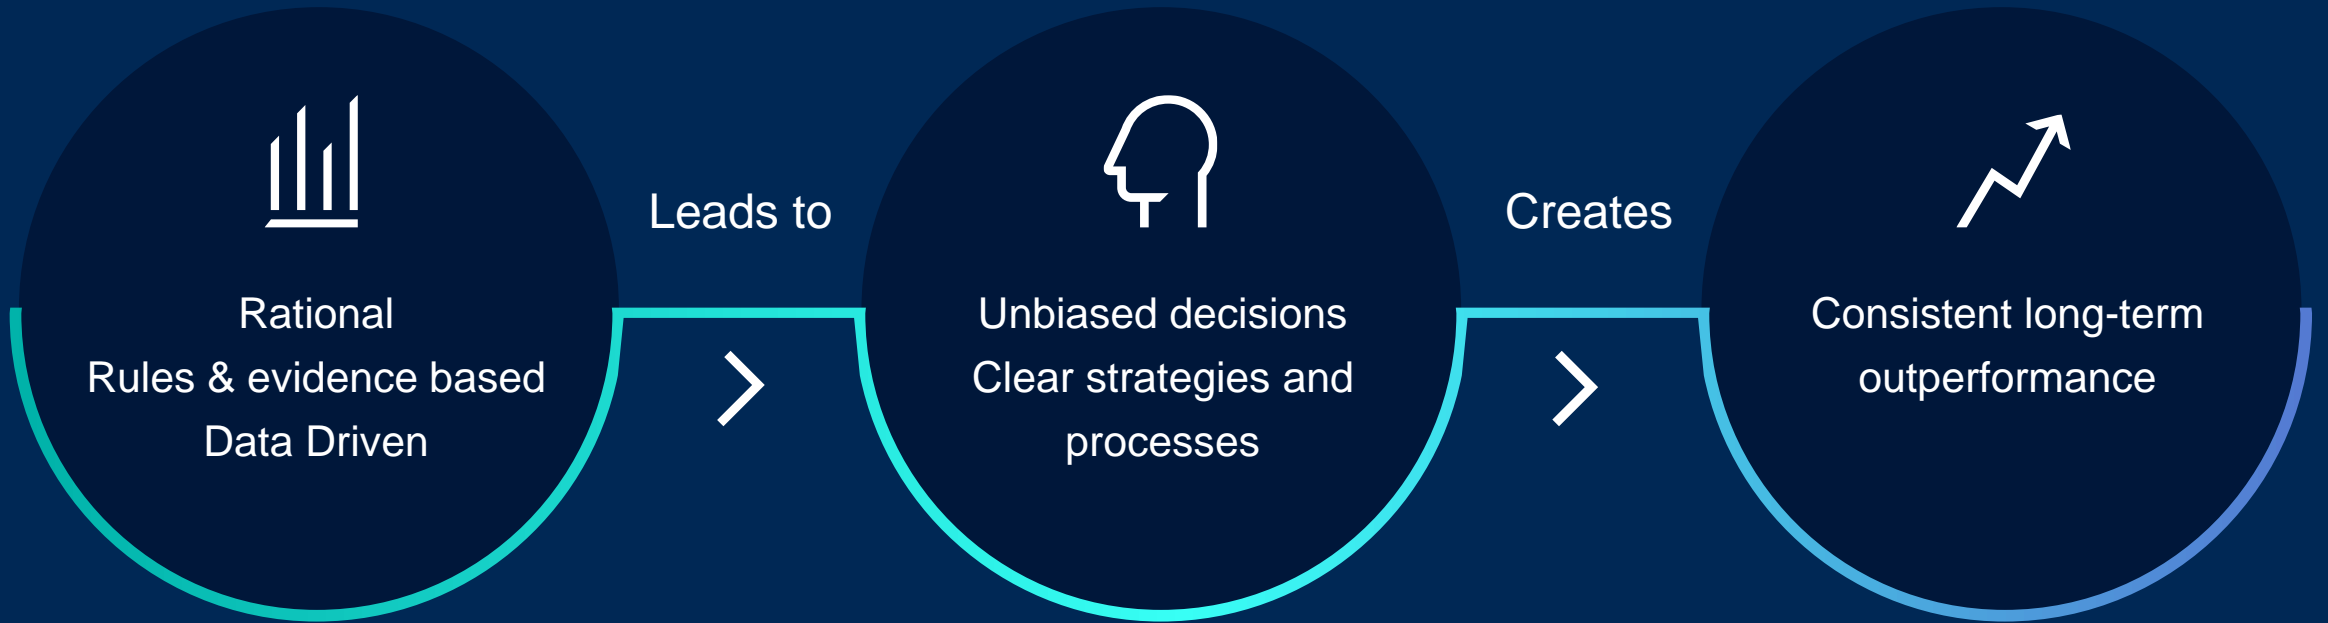 Rational
Rules & evidence based
Data Driven
Leads to
Unbiased decisions
Clear strategies and
processes
Creates
Consistent long-term
outperformance